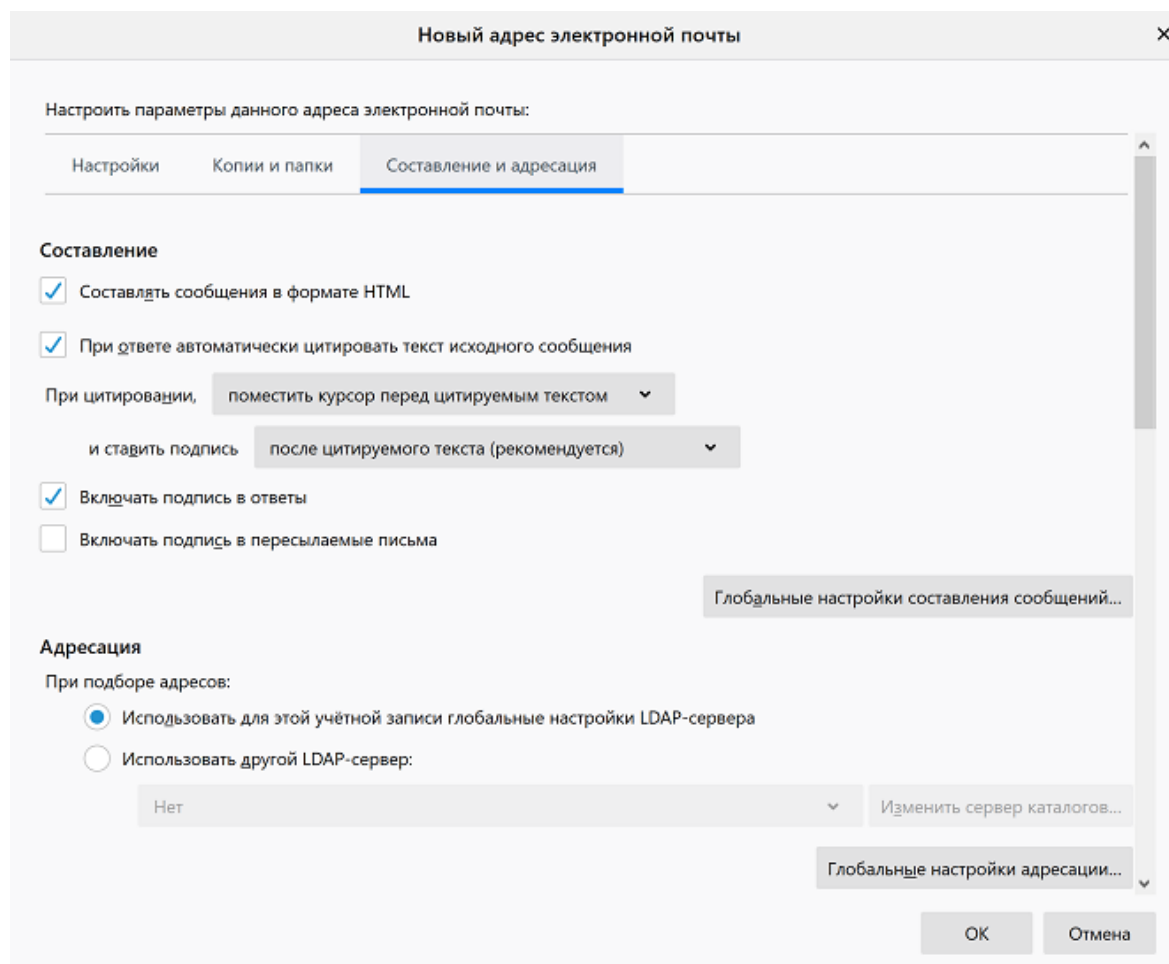 Новый адрес электронной почты
Настроить параметры данного адреса электронной почты:
Настройки Копии и папки Составление и адресация
Составление
Составлять сообщения в формате HTML
При ответе автоматически цитировать текст исходного сообщения
При цитировании, поместить курсор перед цитируемым текстом
и ставить подпись после цитируемого текста (рекомендуется)
Включать подпись в ответы
Включать подпись в пересылаемые письма
Глобальные настройки составления сообщений...
Адресация
При подборе адресов:
Использовать для этой учётной записи глобальные настройки LDAP-сервера
Использовать другой LDAP-сервер:
Нет Изменить сервер каталогов...
Глобальные настройки адресации...
OK Отмена